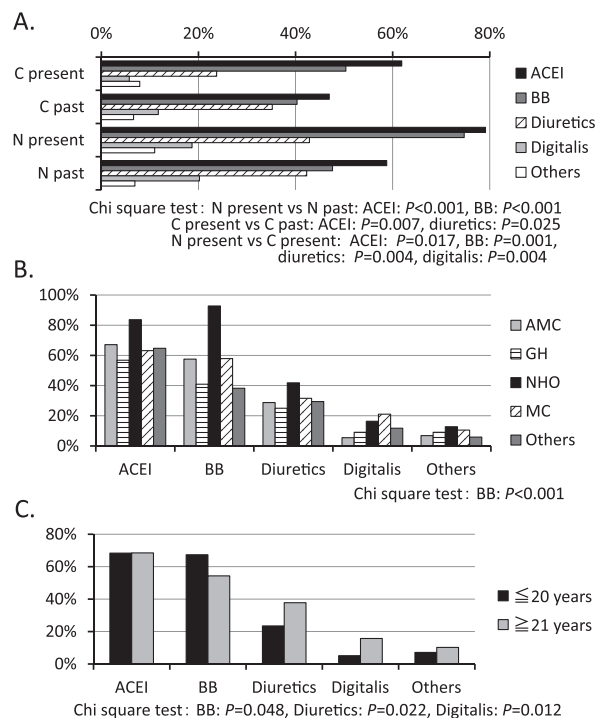 A.
0% 20% 40% 60% 80%
C present
C past
N present
N past
ACEI
BB
Diuretics
Digitalis
Others
Chi square test: N present vs N past: ACEI: P<0.001, BB: P<0.001
C present vs C past: ACEI: P=0.007, diuretics: P=0.025
N present vs C present: ACEI: P=0.017, BB: P=0.001,
diuretics: P=0.004, digitalis: P=0.004
B.
100%
80%
60%
40%
20%
0%
ACEI BB Diuretics Digitalis Others
AMC
GH
NHO
MC
Others
Chi square test: BB: P<0.001
C.
80%
60%
40%
20%
0%
ACEI BB Diuretics Digitalis Others
≦20 years
≧21 years
Chi square test: BB: P=0.048, Diuretics: P=0.022, Digitalis: P=0.012